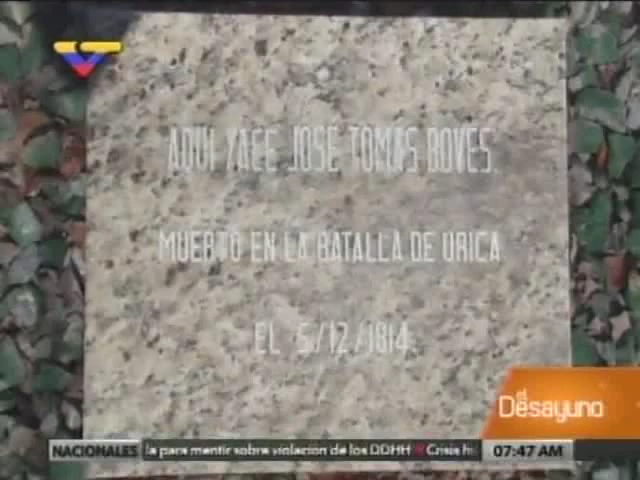 AQUI YACE JOSE TOMAS BOVES.
MUERTO EN LA BATALLA DE URICA
EL 5/12/1814.
el Desayuno
NACIONALES la para mentir sobre violacion de los DDHH Crisis h 07:47 AM